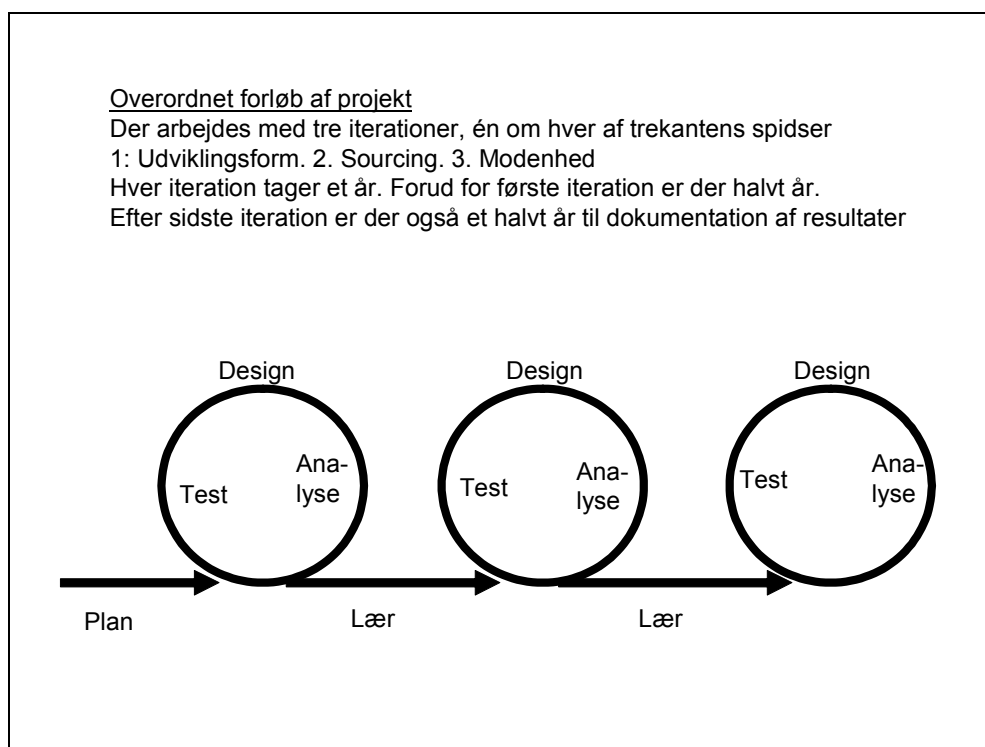 Overordnet forløb af projekt
Der arbejdes med tre iterationer, én om hver af trekantens spidser
1: Udviklingsform. 2. Sourcing. 3. Modenhed
Hver iteration tager et år. Forud for første iteration er der halvt år.
Efter sidste iteration er der også et halvt år til dokumentation af resultater
Design
Test
Ana-
lyse
Design
Test
Ana-
lyse
Design
Test
Ana-
lyse
Plan
Lær
Lær